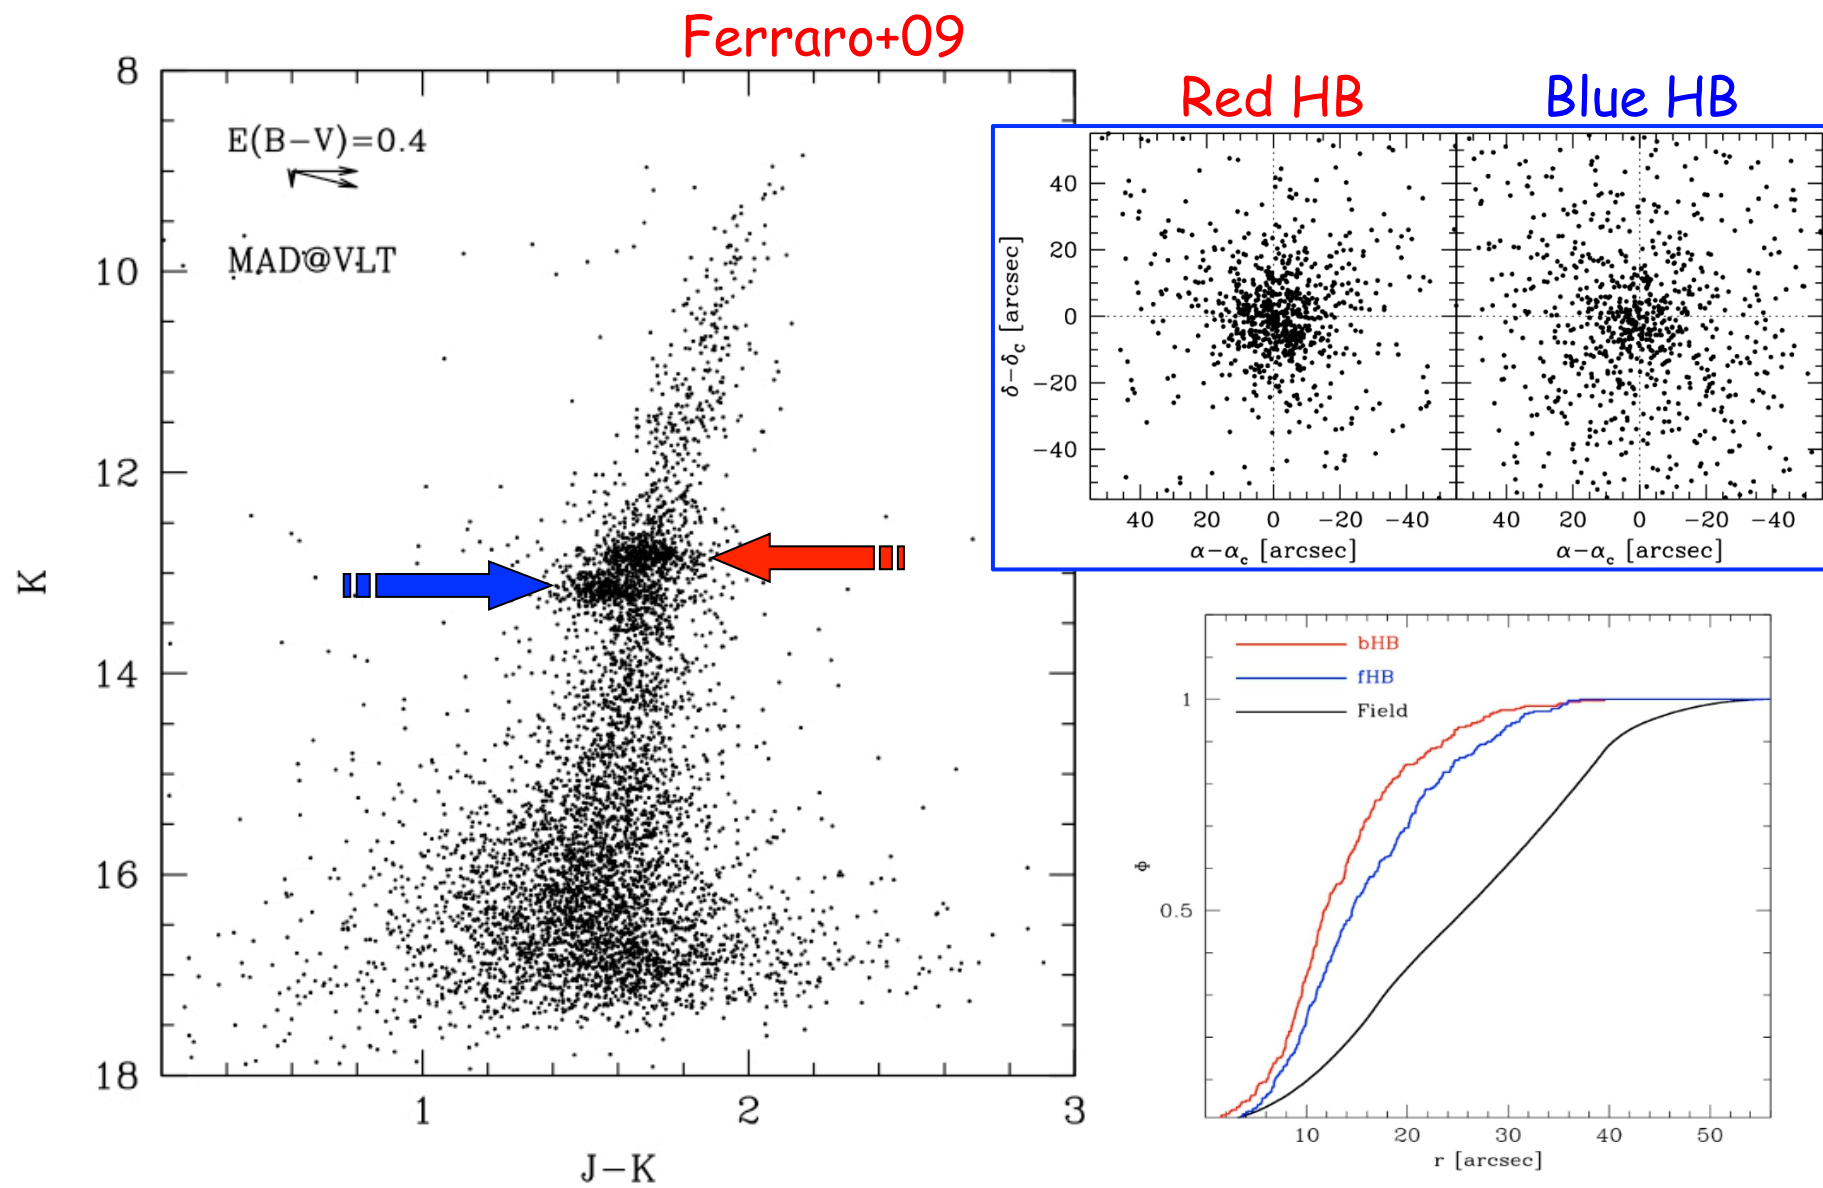 Ferraro+09
8
10
12
14
16
18
K
E(B−V)=0.4
MAD@VLT
1
2
3
J−K
Red HB
Blue HB
40
20
0
−20
−40
δ−δc [arcsec]
40 20 0 −20 −40
40 20 0 −20 −40
α−αc [arcsec]
α−αc [arcsec]
bHB
fHB
Field
1
0.5
Φ
10 20 30 40 50
r [arcsec]